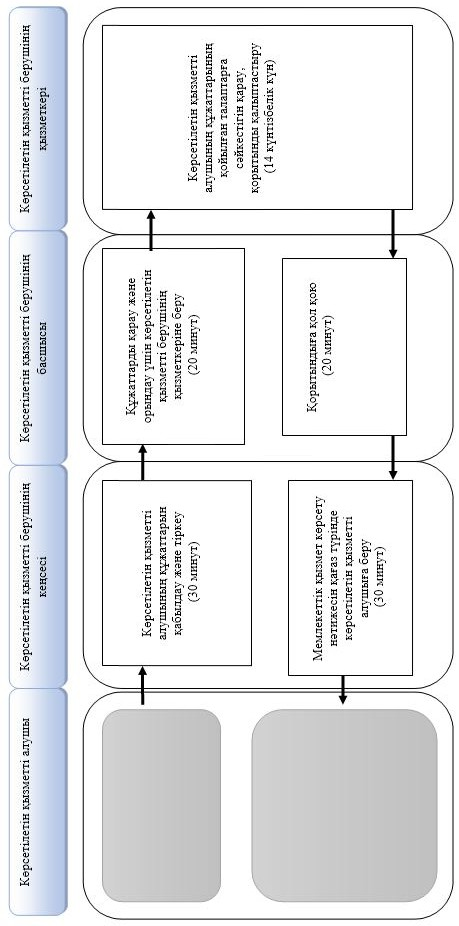 Көрсетілетін қызметті алушы
Көрсетілетін қызметті берушінің
кеңсесі
Көрсетілетін қызметті берушінің
басшысы
Көрсетілетін қызметті берушінің
қызметкері
Көрсетілетін қызметті
алушының құжаттарын
қабылдау және тіркеу
(30 минут)
Құжаттарды қарау және
орындау үшін көрсетілетін
қызметті берушінің
қызметкеріне беру
(20 минут)
Көрсетілетін қызметті
алушының құжаттарының
қойылған талаптарға
сәйкестігін қарау,
қорытынды қалыптастыру
(14 күнтізбелік күн)
Қорытындыға қол қою
(20 минут)
Мемлекеттік қызмет көрсету
нәтижесін қағаз түрінде
көрсетілетін қызметті
алушыға беру
(30 минут)